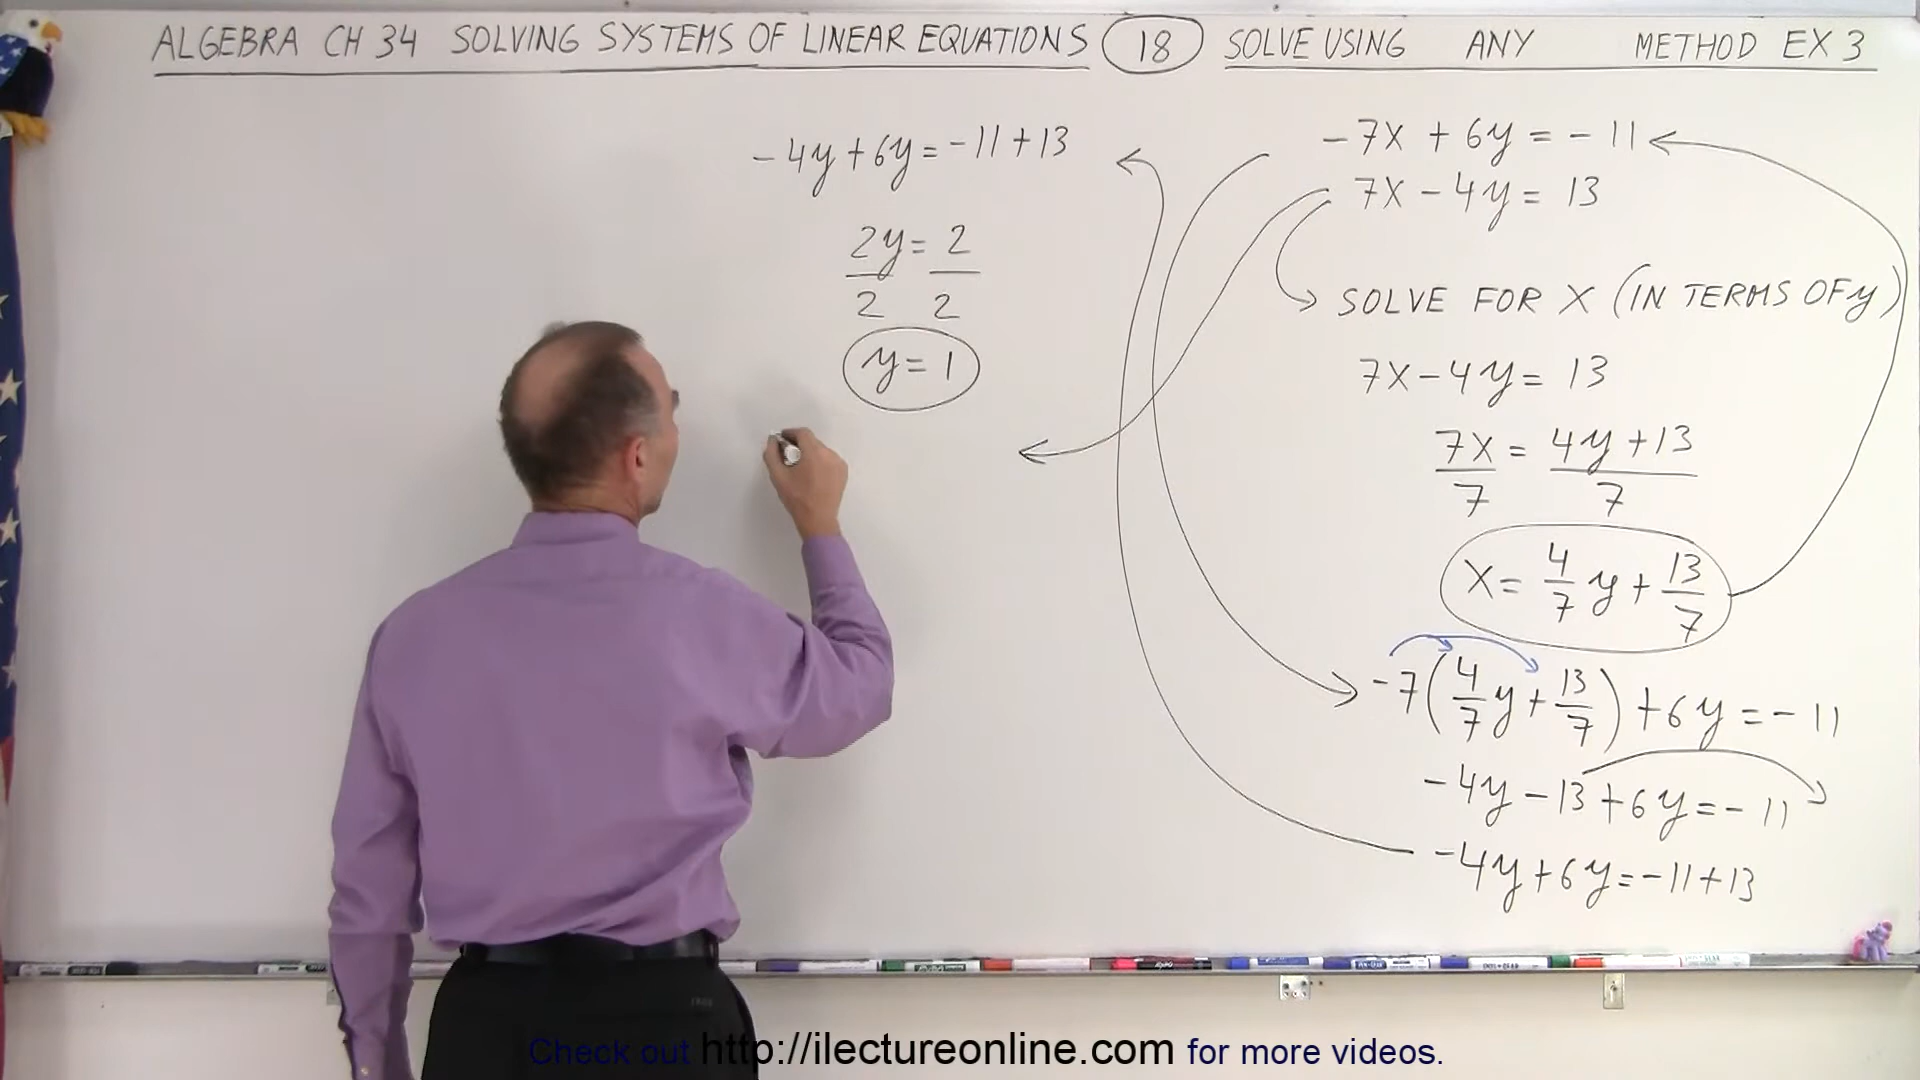 ALGEBRA CH 34 SOLVING SYSTEMS OF LINEAR EQUATIONS 18 SOLVE USING ANY METHOD EX 3
-4y+6y=-11+13
2y = 2
2 2
y = 1
-7x + 6y = -11
7x - 4y = 13
SOLVE FOR X (IN TERMS OF y)
7x - 4y = 13
7x = 4y + 13
7 7
x = 4/7 y + 13/7
-7(4/7 y + 13/7) + 6y = -11
-4y - 13 + 6y = -11
-4y + 6y = -11 + 13
Check out http://ilectureonline.com for more videos.